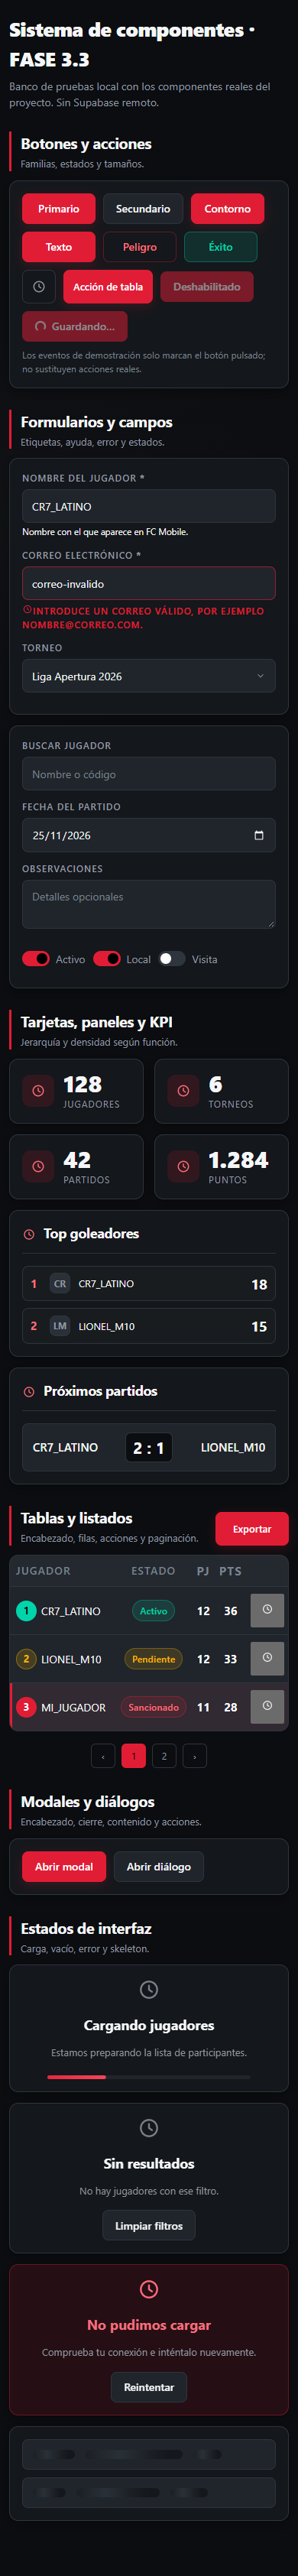 Sistema de componentes ·
FASE 3.3
Banco de pruebas local con los componentes reales del
proyecto. Sin Supabase remoto.
Botones y acciones
Familias, estados y tamaños.
Primario
Secundario
Contorno
Texto
Peligro
Éxito
Acción de tabla
Deshabilitado
Guardando...
Los eventos de demostración solo marcan el botón pulsado;
no sustituyen acciones reales.
Formularios y campos
Etiquetas, ayuda, error y estados.
NOMBRE DEL JUGADOR *
CR7_LATINO
Nombre con el que aparece en FC Mobile.
CORREO ELECTRÓNICO *
correo-invalido
INTRODUCE UN CORREO VÁLIDO, POR EJEMPLO
NOMBRE@CORREO.COM.
TORNEO
Liga Apertura 2026
BUSCAR JUGADOR
Nombre o código
FECHA DEL PARTIDO
25/11/2026
OBSERVACIONES
Detalles opcionales
Activo
Local
Visita
Tarjetas, paneles y KPI
Jerarquía y densidad según función.
128
JUGADORES
6
TORNEOS
42
PARTIDOS
1.284
PUNTOS
Top goleadores
1 CR CR7_LATINO 18
2 LM LIONEL_M10 15
Próximos partidos
CR7_LATINO 2 : 1 LIONEL_M10
Tablas y listados
Encabezado, filas, acciones y paginación.
Exportar
JUGADOR ESTADO PJ PTS
1 CR7_LATINO Activo 12 36
2 LIONEL_M10 Pendiente 12 33
3 MI_JUGADOR Sancionado 11 28
‹ 1 2 ›
Modales y diálogos
Encabezado, cierre, contenido y acciones.
Abrir modal
Abrir diálogo
Estados de interfaz
Carga, vacío, error y skeleton.
Cargando jugadores
Estamos preparando la lista de participantes.
Sin resultados
No hay jugadores con ese filtro.
Limpiar filtros
No pudimos cargar
Comprueba tu conexión e inténtalo nuevamente.
Reintentar